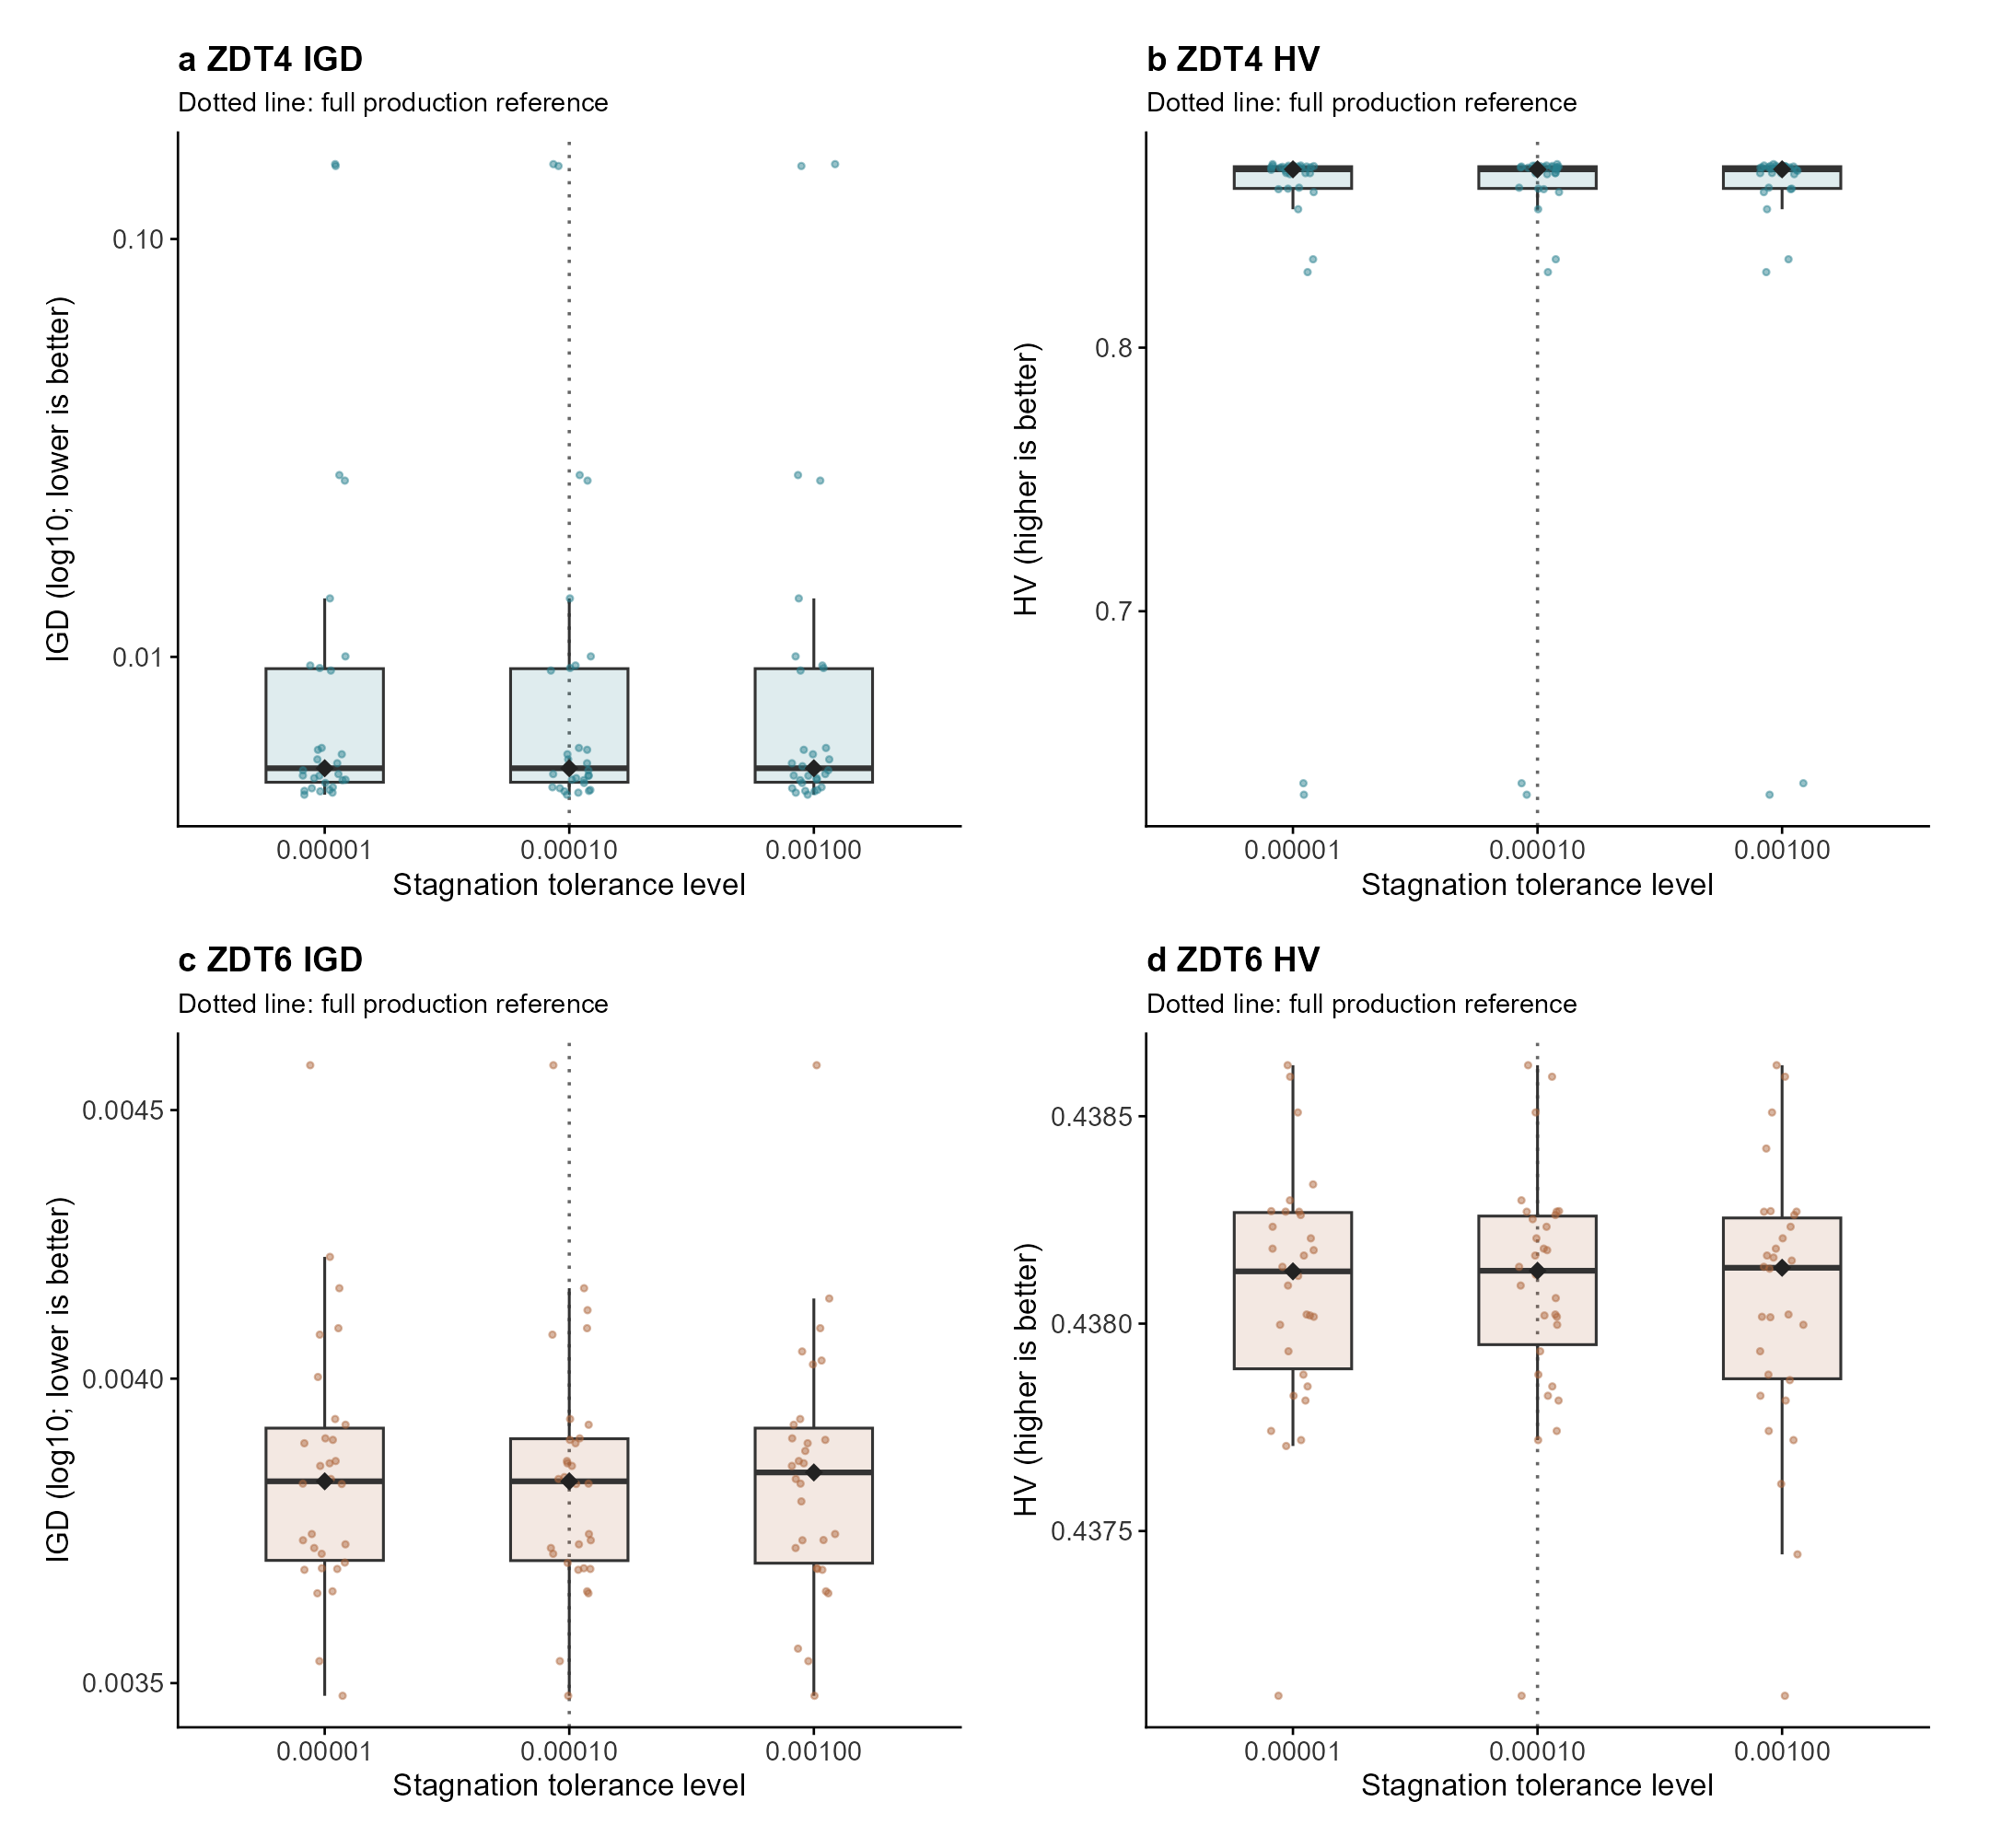 a ZDT4 IGD
Dotted line: full production reference
IGD (log10; lower is better)
0.10
0.01
0.00001 0.00010 0.00100
Stagnation tolerance level
b ZDT4 HV
Dotted line: full production reference
HV (higher is better)
0.8
0.7
0.00001 0.00010 0.00100
Stagnation tolerance level
c ZDT6 IGD
Dotted line: full production reference
IGD (log10; lower is better)
0.0045
0.0040
0.0035
0.00001 0.00010 0.00100
Stagnation tolerance level
d ZDT6 HV
Dotted line: full production reference
HV (higher is better)
0.4385
0.4380
0.4375
0.00001 0.00010 0.00100
Stagnation tolerance level